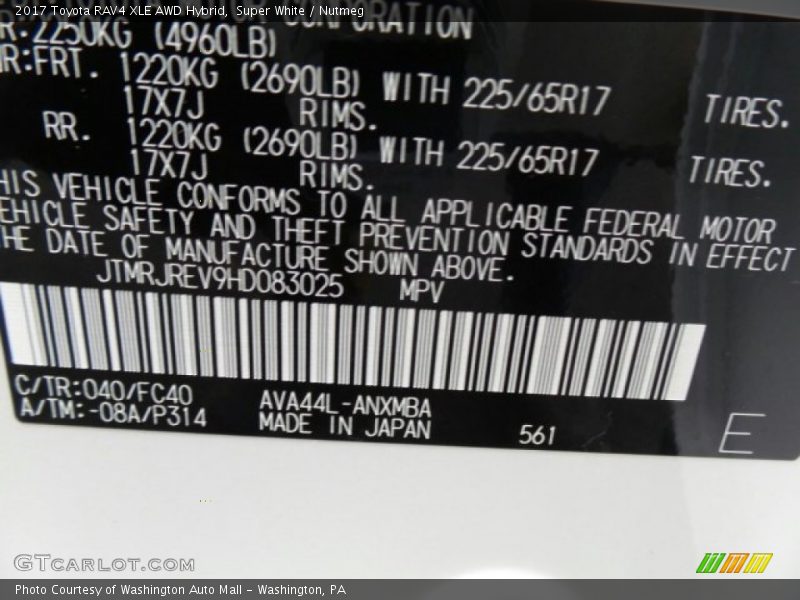 2017 Toyota RAV4 XLE AWD Hybrid, Super White / Nutmeg
CORPORATION
R:2250KG (4960LB)
R:FRT. 1220KG (2690LB) WITH 225/65R17 TIRES.
17X7J RIMS.
RR. 1220KG (2690LB) WITH 225/65R17 TIRES.
17X7J RIMS.
HIS VEHICLE CONFORMS TO ALL APPLICABLE FEDERAL MOTOR
EHICLE SAFETY AND THEFT PREVENTION STANDARDS IN EFFECT
HE DATE OF MANUFACTURE SHOWN ABOVE.
JTMRJREV9HD083025 MPV
C/TR:040/FC40 AVA44L-ANXMBA
A/TM:-08A/P314 MADE IN JAPAN 561 E
GTCARLOT.COM
Photo Courtesy of Washington Auto Mall - Washington, PA